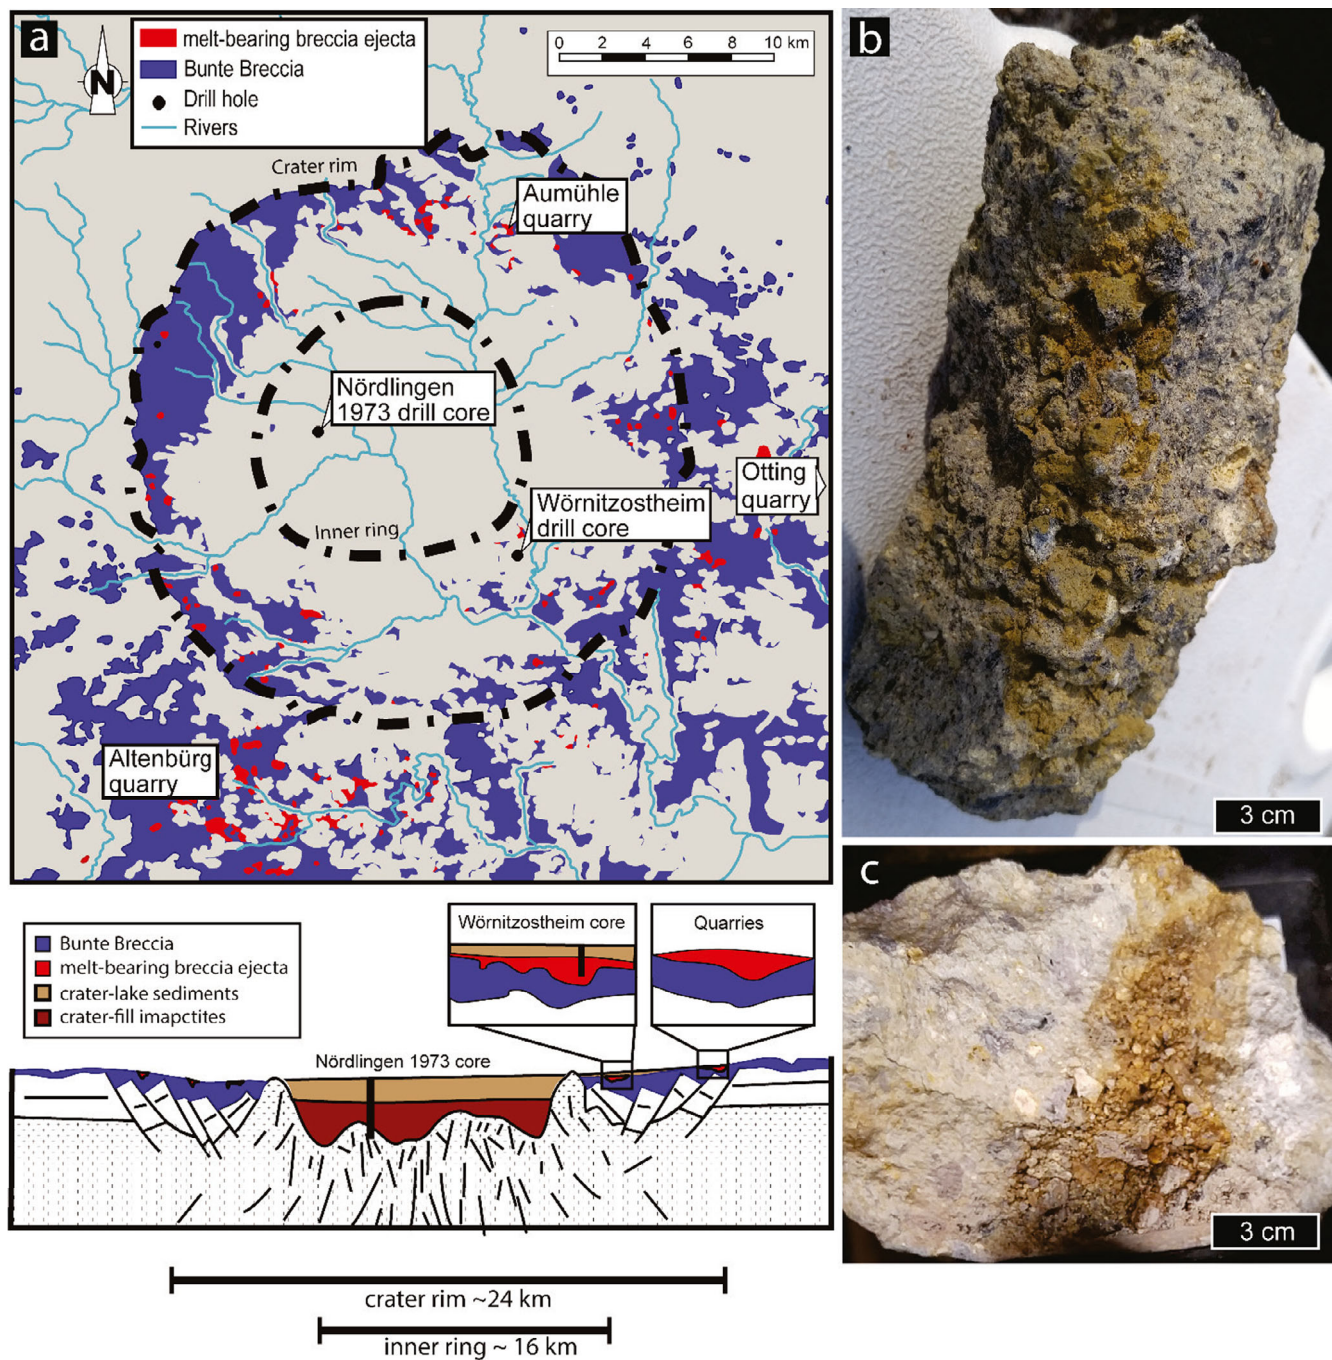 a
melt-bearing breccia ejecta
Bunte Breccia
Drill hole
Rivers
N
0 2 4 6 8 10 km
Crater rim
Aumühle
quarry
Nördlingen
1973 drill core
Otting
quarry
Wörnitzostheim
drill core
Inner ring
Altenbürg
quarry
Bunte Breccia
melt-bearing breccia ejecta
crater-lake sediments
crater-fill imapctites
Wörnitzostheim core
Quarries
Nördlingen 1973 core
crater rim ~24 km
inner ring ~ 16 km
b
3 cm
c
3 cm